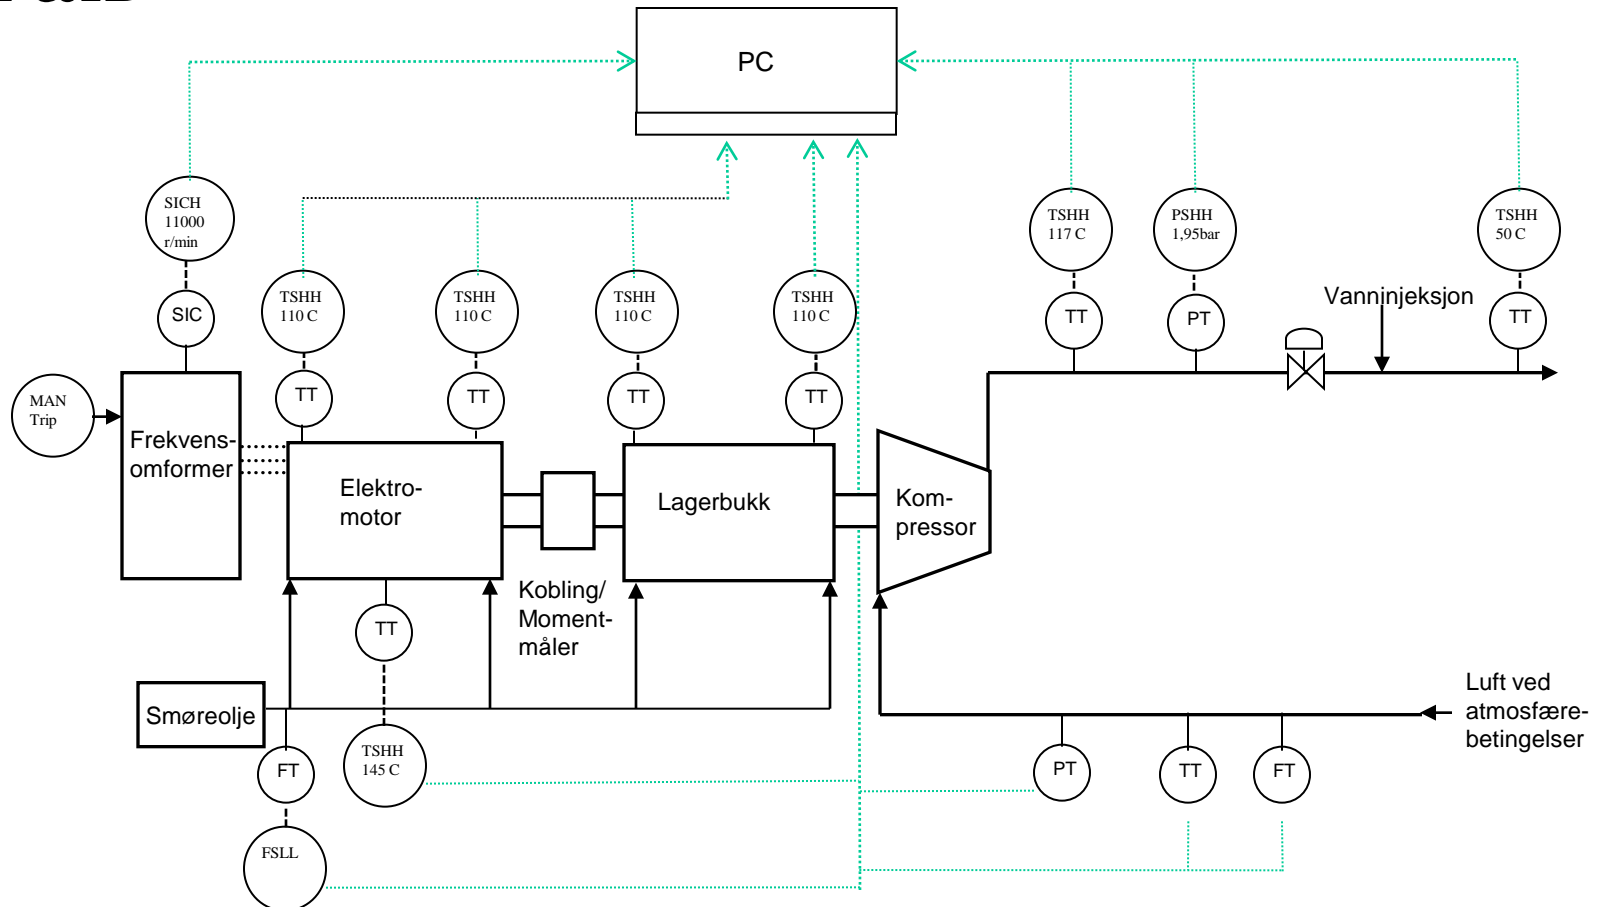 PC
SICH
11000
r/min
TSHH
117 C
PSHH
1,95bar
TSHH
50 C
TSHH
110 C
TSHH
110 C
TSHH
110 C
TSHH
110 C
Vanninjeksjon
SIC
TT
PT
TT
TT
TT
TT
TT
MAN
Trip
Frekvens-
omformer
Elektro-
motor
Lagerbukk
Kom-
pressor
Kobling/
Moment-
måler
TT
Smøreolje
Luft ved
atmosfære-
betingelser
FT
TSHH
145 C
PT
TT
FT
FSLL